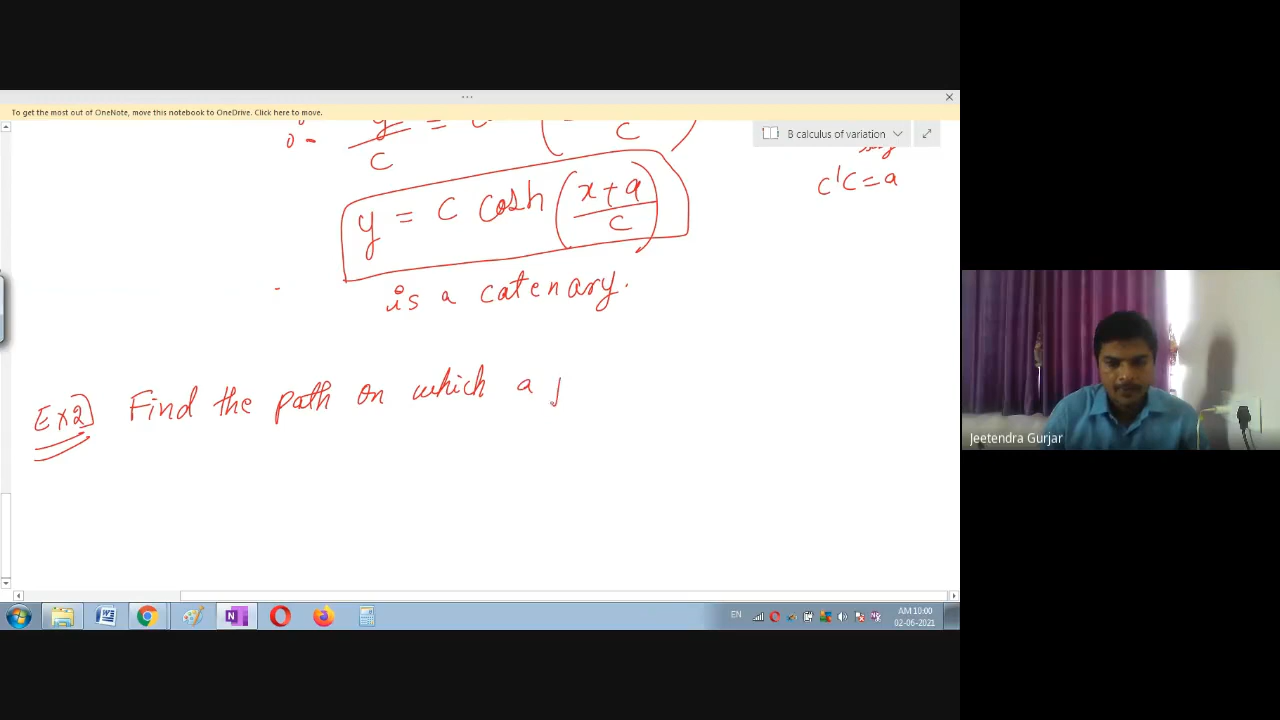 To get the most out of OneNote, move this notebook to OneDrive. Click here to move.
B calculus of variation
y/c =
c
c'c = a
y = c cosh (x+a/c)
is a catenary.
Ex2] Find the path on which a
Jeetendra Gurjar
EN
AM 10:00
02-06-2021